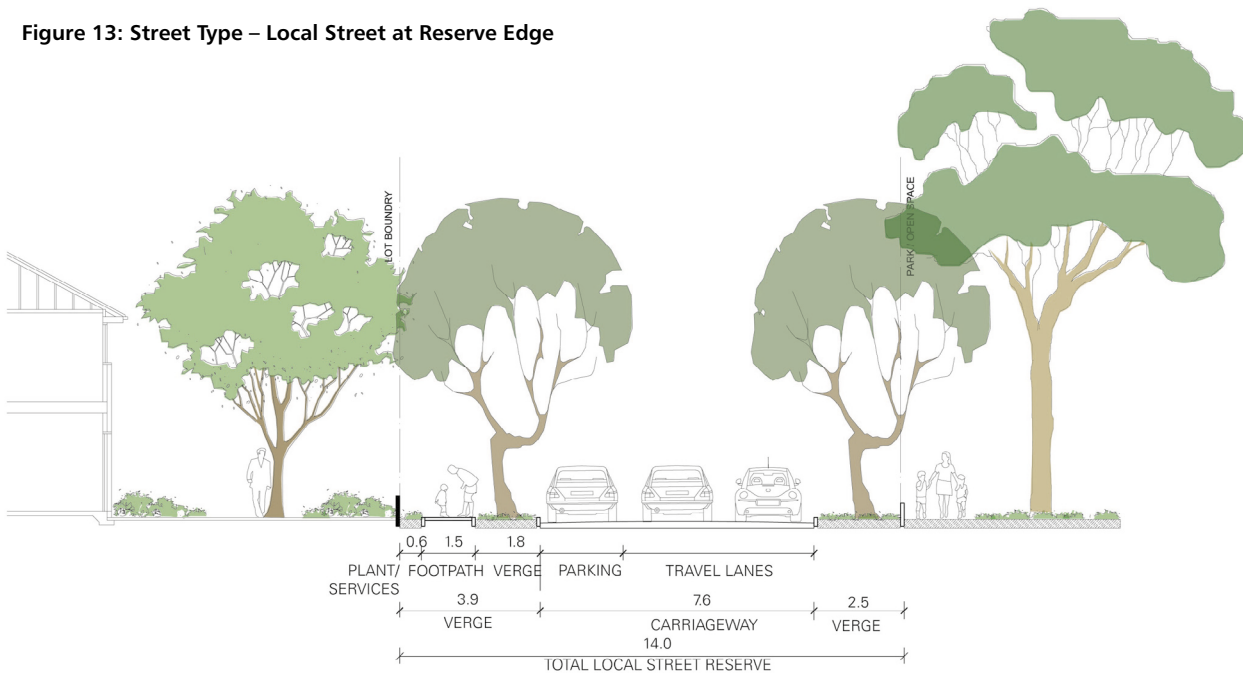 Figure 13: Street Type – Local Street at Reserve Edge
LOT BOUNDRY
PARK / OPEN SPACE
0.6 1.5 1.8
PLANT/ FOOTPATH VERGE PARKING TRAVEL LANES
SERVICES
3.9 7.6 2.5
VERGE CARRIAGEWAY VERGE
14.0
TOTAL LOCAL STREET RESERVE